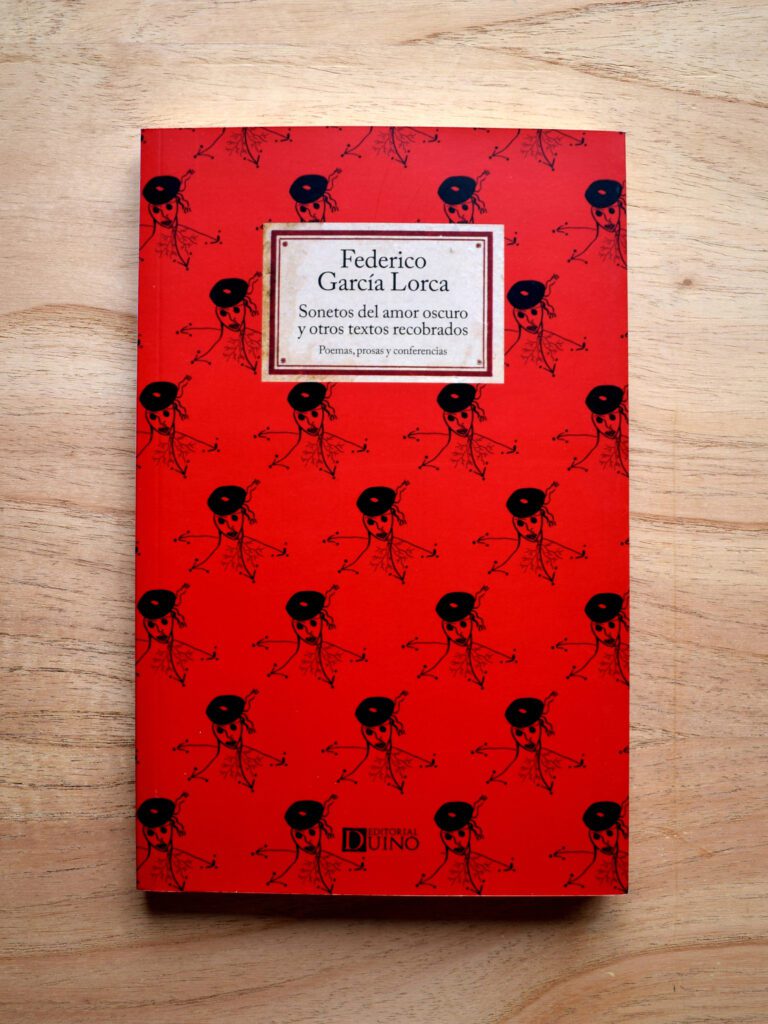 Federico
García Lorca
Sonetos del amor oscuro
y otros textos recobrados
Poemas, prosas y conferencias
EDITORIAL
DUINO